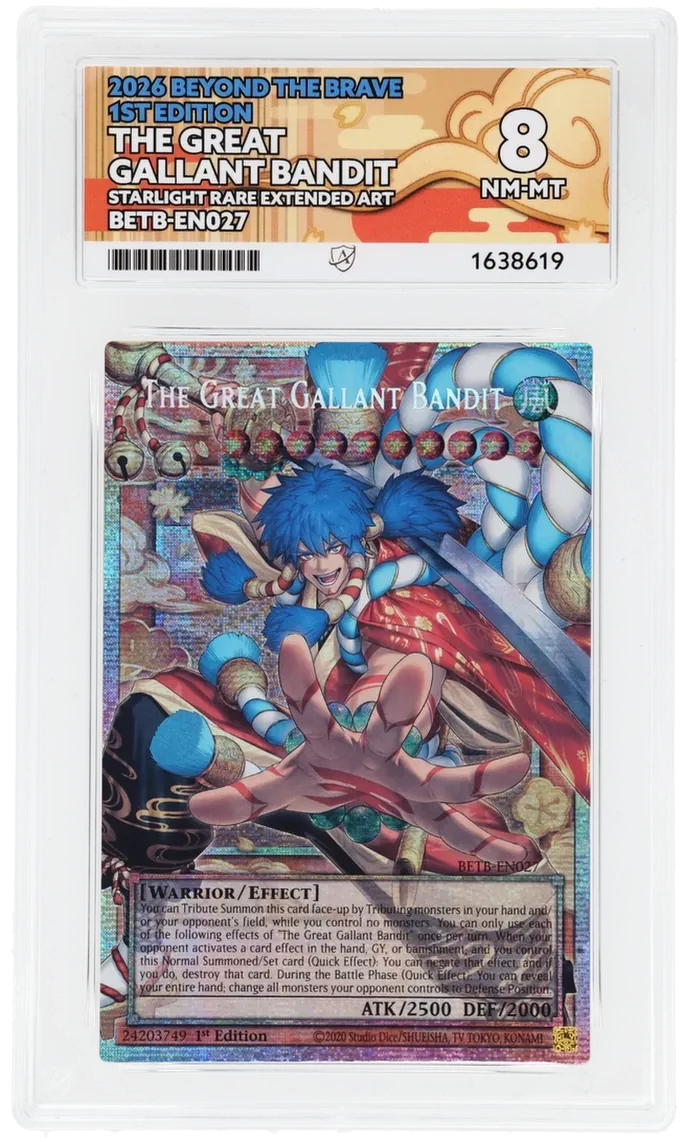 2026 BEYOND THE BRAVE
1ST EDITION
THE GREAT
GALLANT BANDIT
STARLIGHT RARE EXTENDED ART
BETB-EN027
8
NM-MT
1638619
THE GREAT GALLANT BANDIT
風
BETB-EN027
[WARRIOR/EFFECT]
You can Tribute Summon this card face-up by Tributing monsters in your hand and/
or your opponent's field, while you control no monsters. You can only use each
of the following effects of "The Great Gallant Bandit" once per turn. When your
opponent activates a card effect in the hand, GY, or banishment, and you control
this Normal Summoned/Set card (Quick Effect): You can negate that effect, and if
you do, destroy that card. During the Battle Phase (Quick Effect): You can reveal
your entire hand; change all monsters your opponent controls to Defense Position.
ATK/2500 DEF/2000
24203749 1st Edition
©2020 Studio Dice/SHUEISHA, TV TOKYO, KONAMI